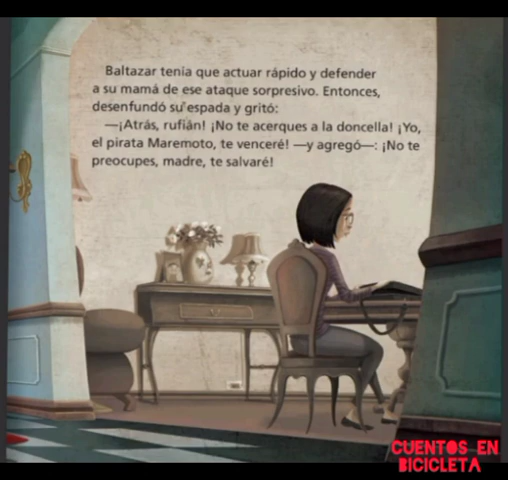 Baltazar tenía que actuar rápido y defender
a su mamá de ese ataque sorpresivo. Entonces,
desenfundó su espada y gritó:
—¡Atrás, rufián! ¡No te acerques a la doncella! ¡Yo,
el pirata Maremoto, te venceré! —y agregó—: ¡No te
preocupes, madre, te salvaré!
CUENTOS EN
BICICLETA